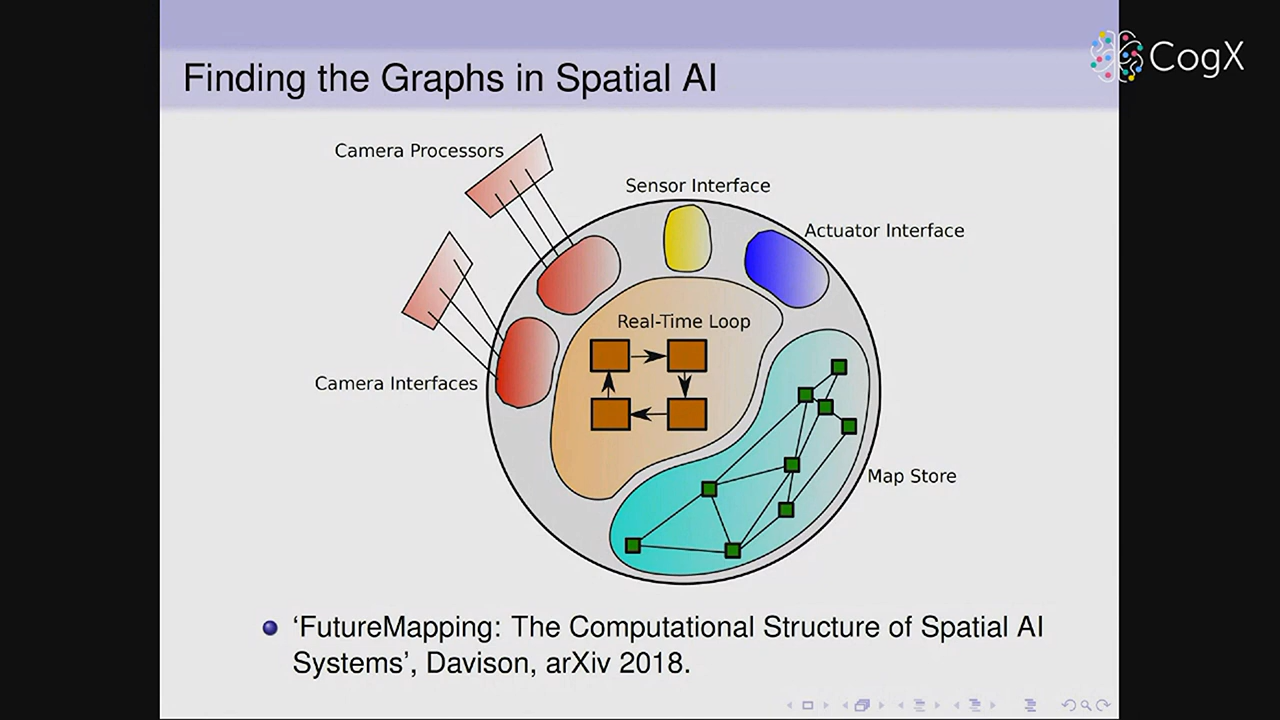 CogX
Finding the Graphs in Spatial AI
Camera Processors
Sensor Interface
Actuator Interface
Real-Time Loop
Camera Interfaces
Map Store
‘FutureMapping: The Computational Structure of Spatial AI
Systems’, Davison, arXiv 2018.